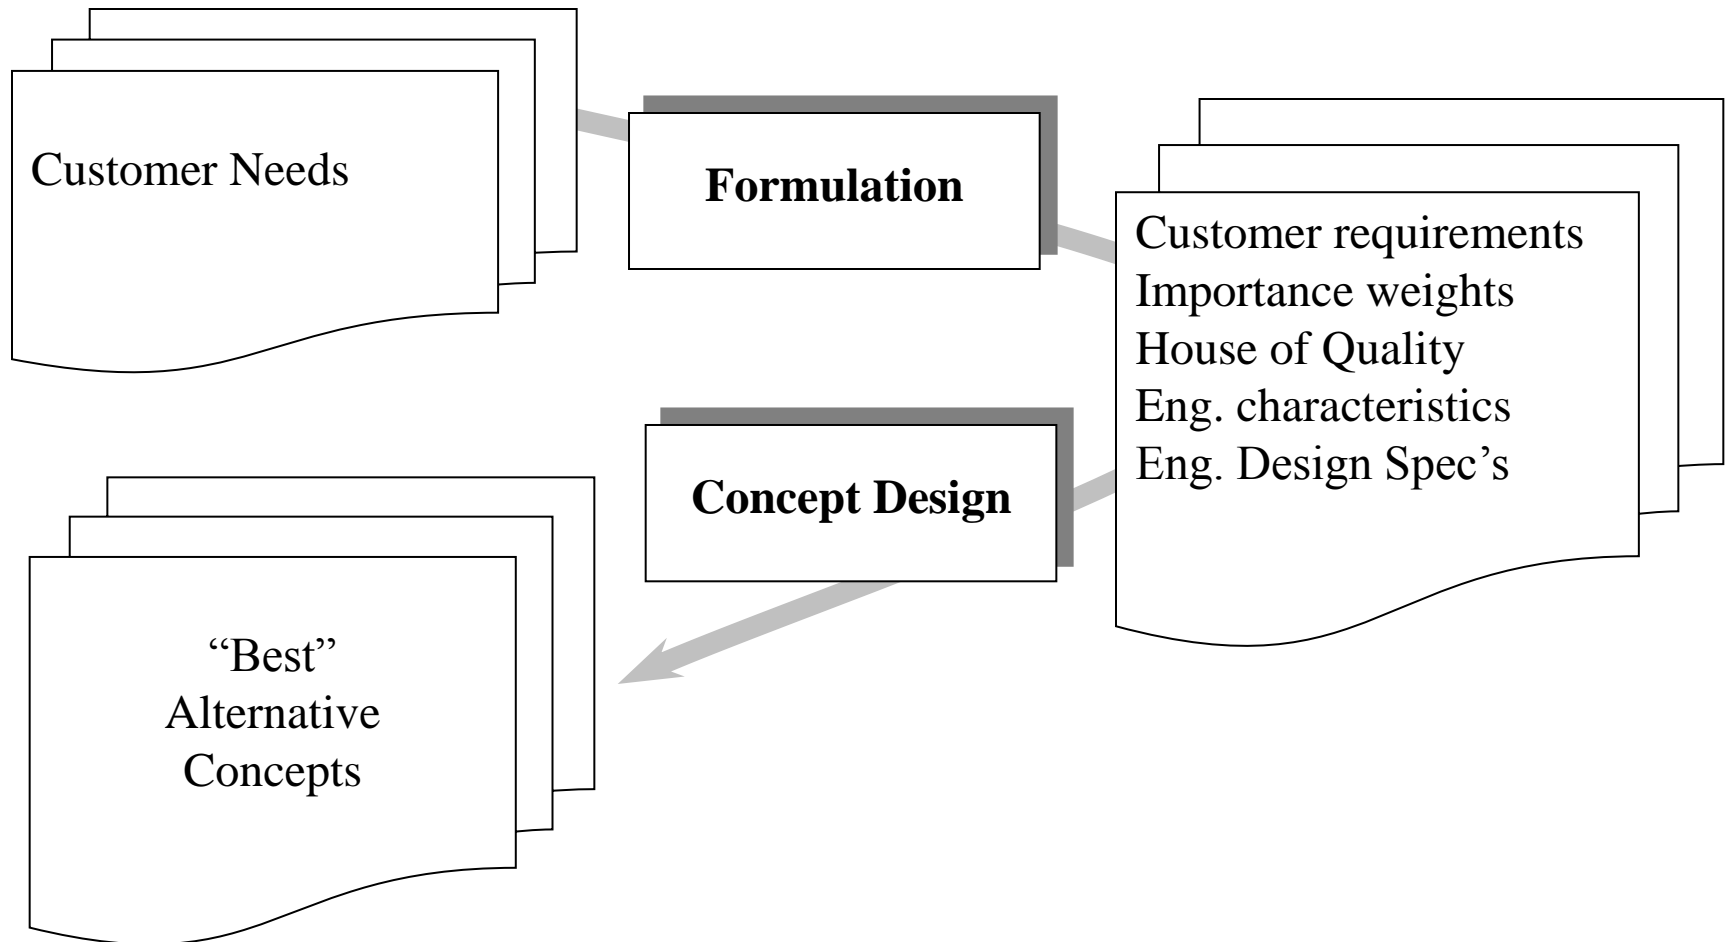 Customer Needs
Formulation
Customer requirements
Importance weights
House of Quality
Eng. characteristics
Eng. Design Spec’s
Concept Design
“Best”
Alternative
Concepts